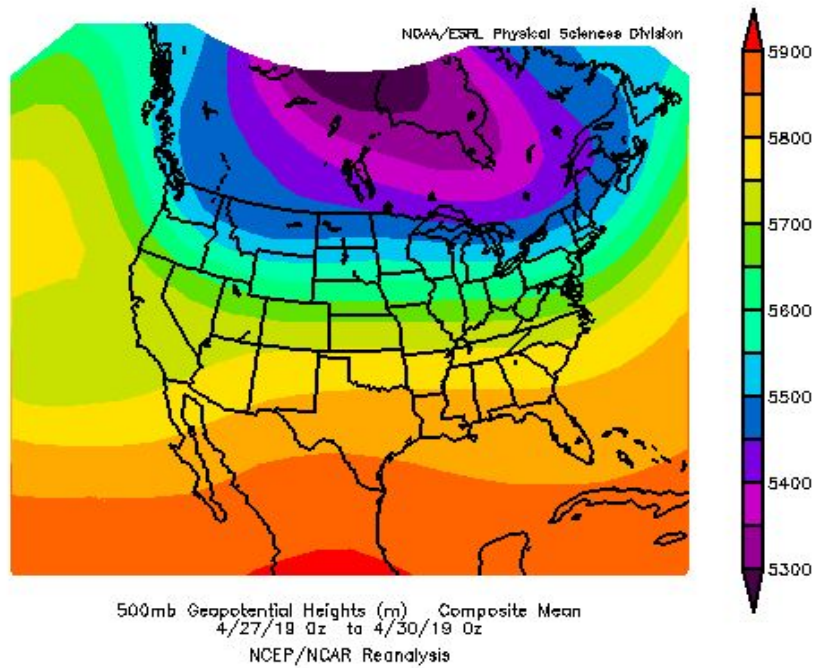 NOAA/ESRL Physical Sciences Division
5900
5800
5700
5600
5500
5400
5300
500mb Geopotential Heights (m) Composite Mean
4/27/19 0z to 4/30/19 0z
NCEP/NCAR Reanalysis